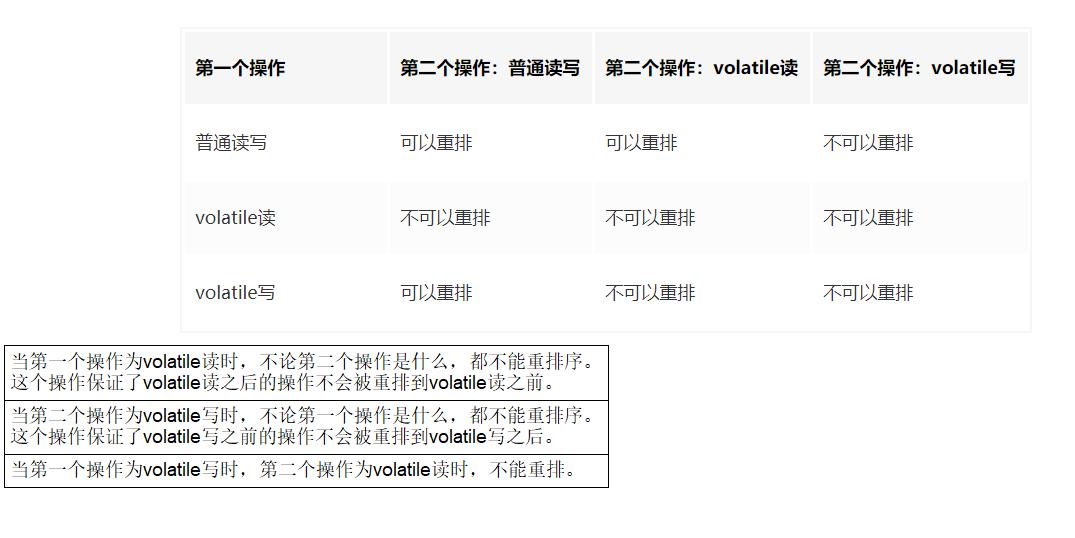 第一个操作 第二个操作：普通读写 第二个操作：volatile读 第二个操作：volatile写
普通读写 可以重排 可以重排 不可以重排
volatile读 不可以重排 不可以重排 不可以重排
volatile写 可以重排 不可以重排 不可以重排
当第一个操作为volatile读时，不论第二个操作是什么，都不能重排序。
这个操作保证了volatile读之后的操作不会被重排到volatile读之前。
当第二个操作为volatile写时，不论第一个操作是什么，都不能重排序。
这个操作保证了volatile写之前的操作不会被重排到volatile写之后。
当第一个操作为volatile写时，第二个操作为volatile读时，不能重排。